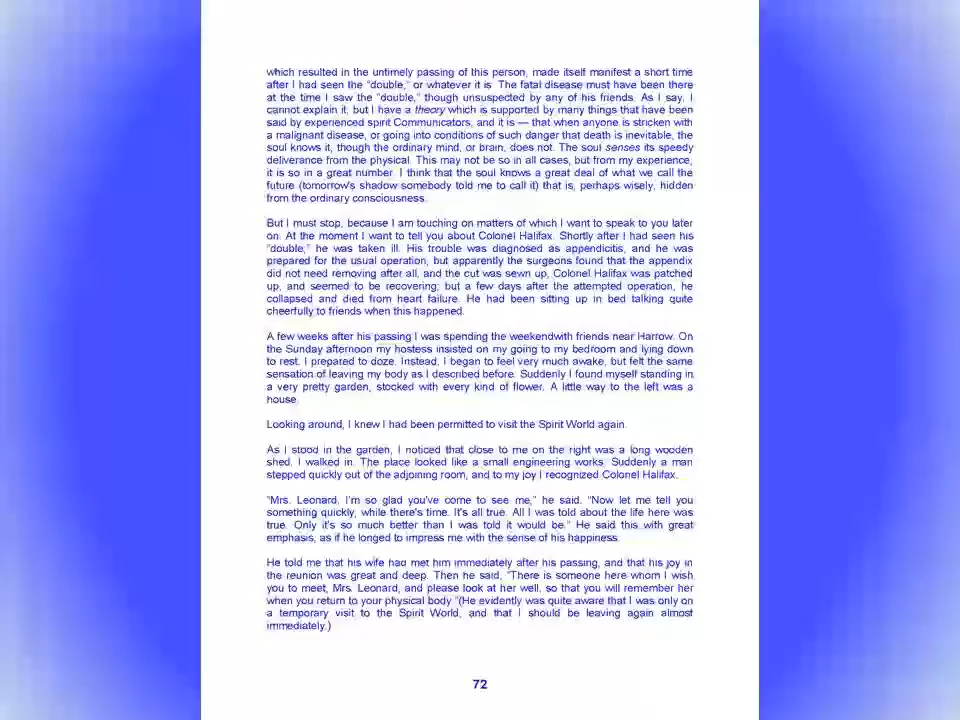 which resulted in the untimely passing of this person, made itself manifest a short time
after I had seen the "double," or whatever it is. The fatal disease must have been there
at the time I saw the "double," though unsuspected by any of his friends. As I say, I
cannot explain it, but I have a theory which is supported by many things that have been
said by experienced spirit Communicators, and it is — that when anyone is stricken with
a malignant disease, or going into conditions of such danger that death is inevitable, the
soul knows it, though the ordinary mind, or brain, does not. The soul senses its speedy
deliverance from the physical. This may not be so in all cases, but from my experience,
it is so in a great number. I think that the soul knows a great deal of what we call the
future (tomorrow's shadow somebody told me to call it) that is, perhaps wisely, hidden
from the ordinary consciousness.
But I must stop, because I am touching on matters of which I want to speak to you later
on. At the moment I want to tell you about Colonel Halifax. Shortly after I had seen his
"double," he was taken ill. His trouble was diagnosed as appendicitis, and he was
prepared for the usual operation, but apparently the surgeons found that the appendix
did not need removing after all, and the cut was sewn up, Colonel Halifax was patched
up, and seemed to be recovering; but a few days after the attempted operation, he
collapsed and died from heart failure. He had been sitting up in bed talking quite
cheerfully to friends when this happened.
A few weeks after his passing I was spending the weekendwith friends near Harrow. On
the Sunday afternoon my hostess insisted on my going to my bedroom and lying down
to rest. I prepared to doze. Instead, I began to feel very much awake, but felt the same
sensation of leaving my body as I described before. Suddenly I found myself standing in
a very pretty garden, stocked with every kind of flower. A little way to the left was a
house.
Looking around, I knew I had been permitted to visit the Spirit World again.
As I stood in the garden, I noticed that close to me on the right was a long wooden
shed. I walked in. The place looked like a small engineering works. Suddenly a man
stepped quickly out of the adjoining room, and to my joy I recognized Colonel Halifax.
"Mrs. Leonard, I'm so glad you've come to see me," he said. "Now let me tell you
something quickly, while there's time. It's all true. All I was told about the life here was
true. Only it's so much better than I was told it would be." He said this with great
emphasis, as if he longed to impress me with the sense of his happiness.
He told me that his wife had met him immediately after his passing, and that his joy in
the reunion was great and deep. Then he said, "There is someone here whom I wish
you to meet, Mrs. Leonard, and please look at her well, so that you will remember her
when you return to your physical body "(He evidently was quite aware that I was only on
a temporary visit to the Spirit World, and that I should be leaving again almost
immediately.)
72